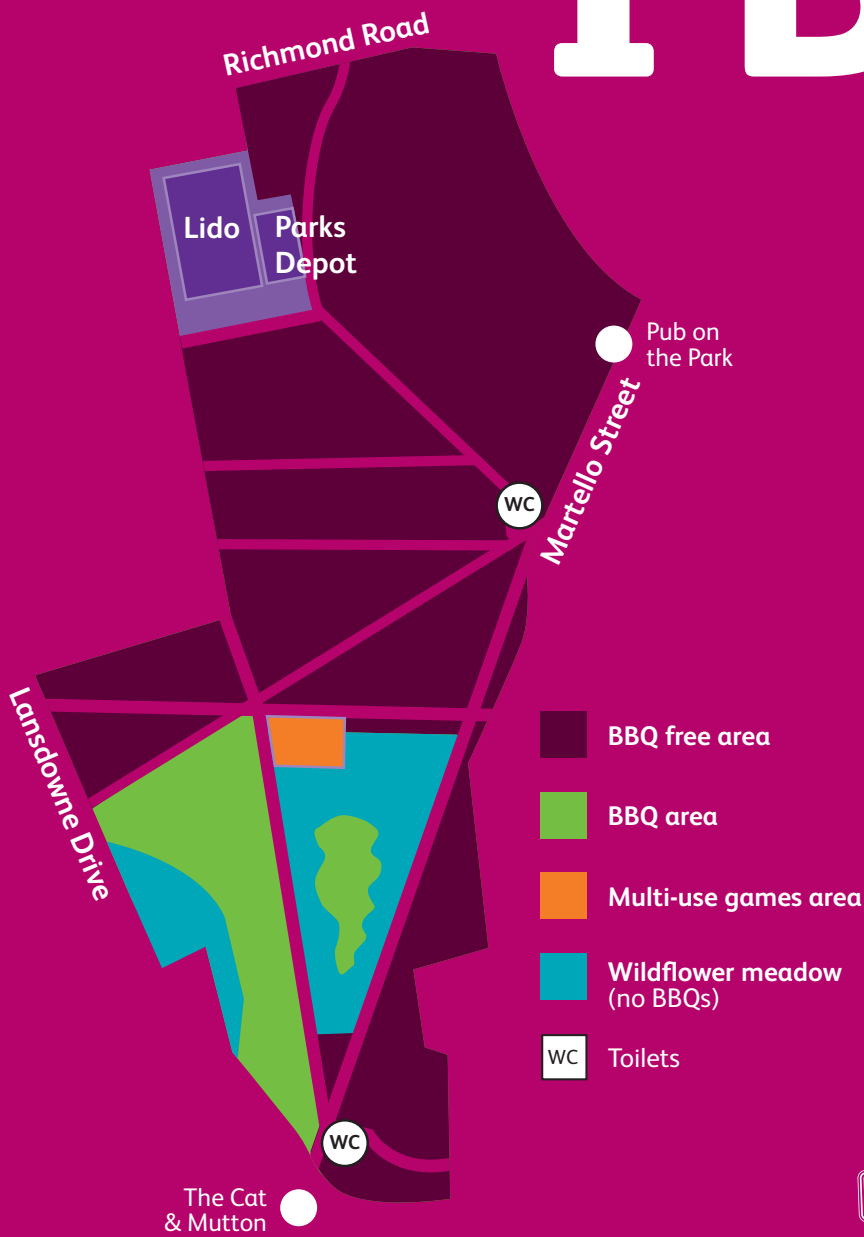 Richmond Road
Lido
Parks
Depot
Pub on
the Park
Martello Street
WC
Lansdowne Drive
BBQ free area
BBQ area
Multi-use games area
Wildflower meadow
(no BBQs)
WC
Toilets
WC
The Cat
& Mutton